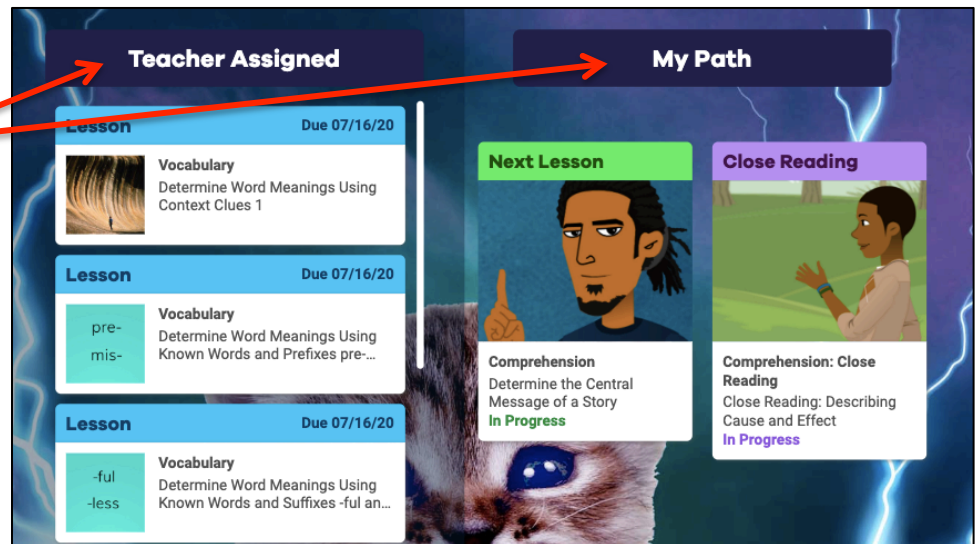 Teacher Assigned
Lesson
Due 07/16/20
Vocabulary
Determine Word Meanings Using
Context Clues 1
Lesson
Due 07/16/20
pre-
mis-
Vocabulary
Determine Word Meanings Using
Known Words and Prefixes pre-...
Lesson
Due 07/16/20
-ful
-less
Vocabulary
Determine Word Meanings Using
Known Words and Suffixes -ful an...
My Path
Next Lesson
Comprehension
Determine the Central
Message of a Story
In Progress
Close Reading
Comprehension: Close
Reading
Close Reading: Describing
Cause and Effect
In Progress